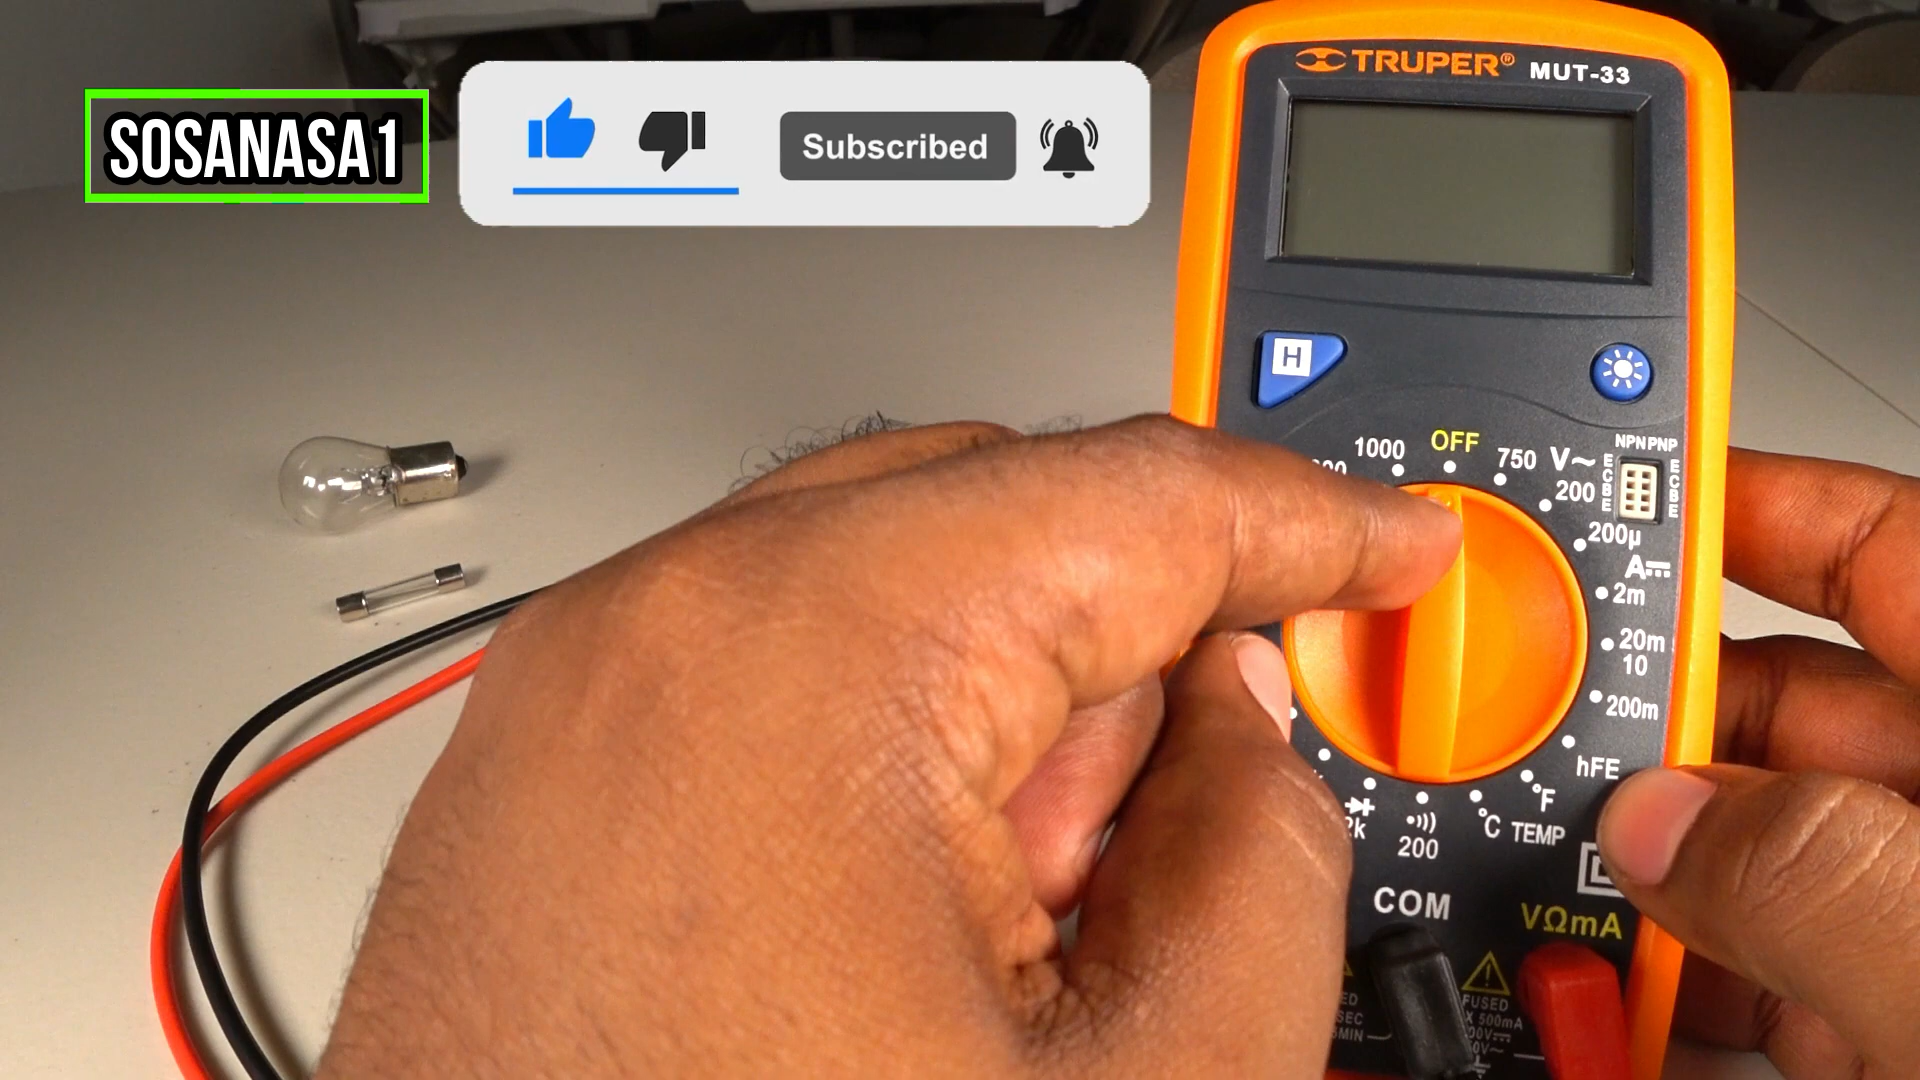 TRUPER® MUT-33
SOSANASA1
Subscribed
H
NPN PNP
1000 OFF 750 V~
200
E C B E
E C B E
200µ
A
2m
20m
10
200m
hFE
°F
°C TEMP
200
COM
VΩmA
FUSED
500mA